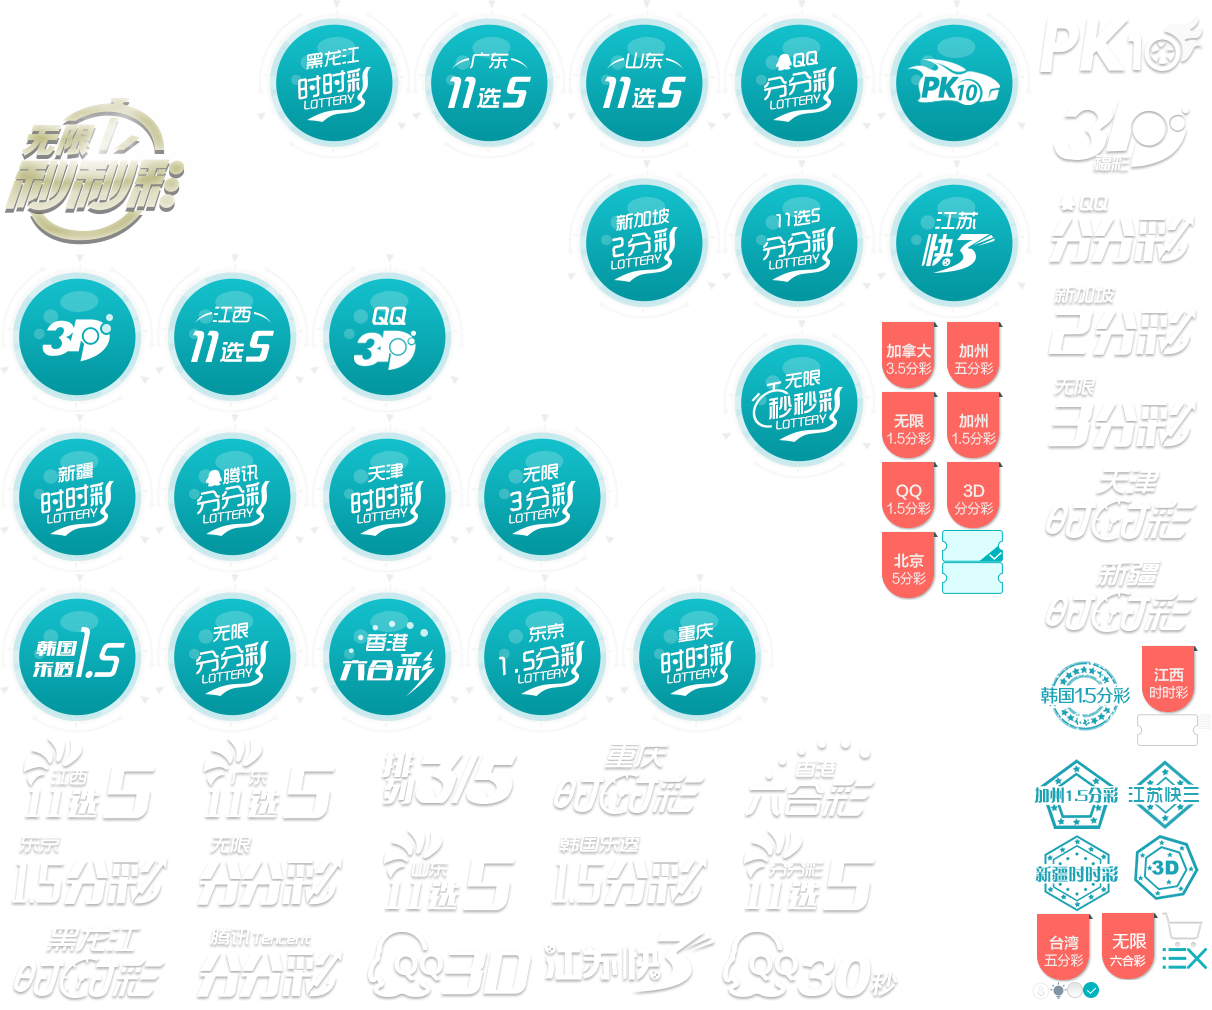 黑龙江
时时彩
LOTTERY
广东
11选5
山东
11选5
QQ
分分彩
LOTTERY
PK10
PK10
无限
秒秒彩
3D
福彩
新加坡
2分彩
LOTTERY
11选5
分分彩
LOTTERY
江苏
快3
QQ
分分彩
3D
江西
11选5
QQ
3D
无限
秒秒彩
LOTTERY
加拿大
3.5分彩
加州
五分彩
新加坡
2分彩
无限
1.5分彩
加州
1.5分彩
无限
3分彩
新疆
时时彩
LOTTERY
腾讯
分分彩
LOTTERY
天津
时时彩
LOTTERY
无限
3分彩
LOTTERY
QQ
1.5分彩
3D
分分彩
天津
时时彩
北京
5分彩
新疆
时时彩
韩国
乐透1.5
无限
分分彩
LOTTERY
香港
六合彩
东京
1.5分彩
LOTTERY
重庆
时时彩
LOTTERY
韩国1.5分彩
江西
时时彩
江西
11选5
广东
11选5
排列3/5
重庆
时时彩
香港
六合彩
加州1.5分彩
江苏快三
东京
1.5分彩
无限
分分彩
山东
11选5
韩国乐透
1.5分彩
分分彩
11选5
新疆时时彩
3D
黑龙江
时时彩
腾讯Tencent
分分彩
QQ3D
江苏快3
QQ30秒
台湾
五分彩
无限
六合彩